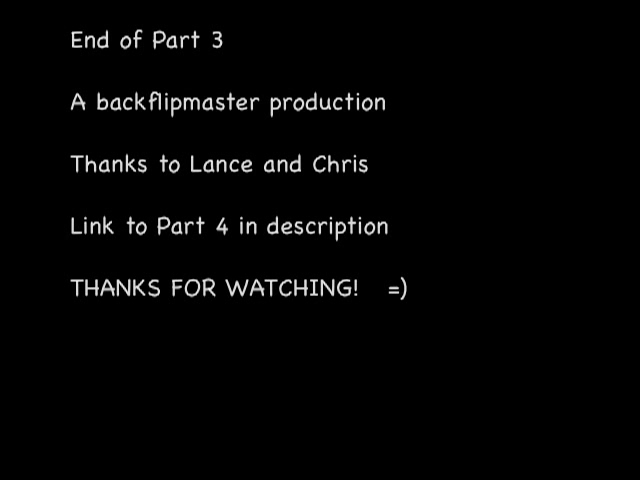 End of Part 3
A backflipmaster production
Thanks to Lance and Chris
Link to Part 4 in description
THANKS FOR WATCHING! =)